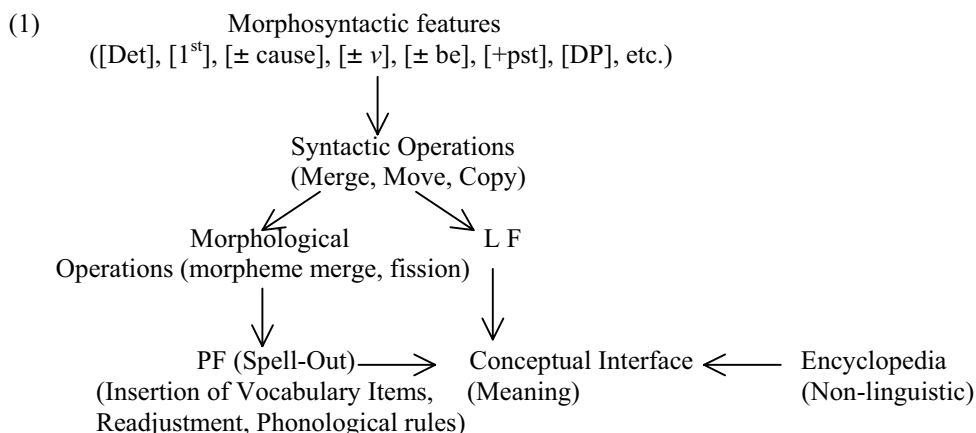 (1) Morphosyntactic features
([Det], [1st], [± cause], [± v], [± be], [+pst], [DP], etc.)
Syntactic Operations
(Merge, Move, Copy)
Morphological L F
Operations (morpheme merge, fission)
PF (Spell-Out) Conceptual Interface Encyclopedia
(Insertion of Vocabulary Items, (Meaning) (Non-linguistic)
Readjustment, Phonological rules)